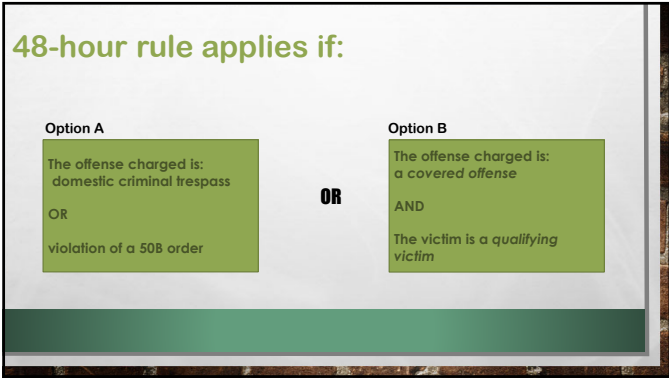 48-hour rule applies if:
Option A
The offense charged is:
domestic criminal trespass
OR
violation of a 50B order
OR
Option B
The offense charged is:
a covered offense
AND
The victim is a qualifying
victim